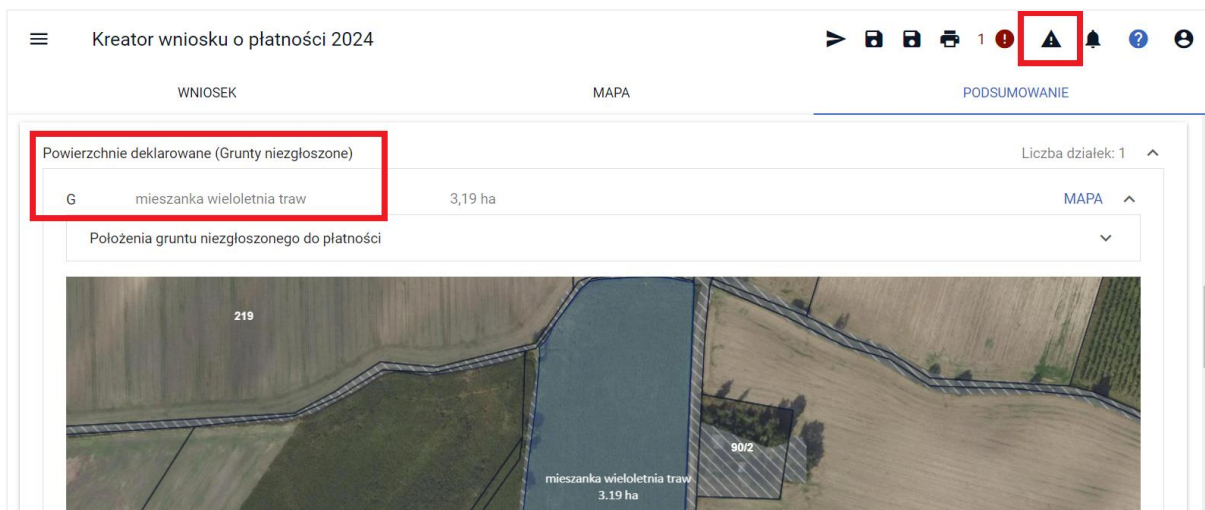 Kreator wniosku o płatności 2024
1
WNIOSEK MAPA PODSUMOWANIE
Powierzchnie deklarowane (Grunty niezgłoszone) Liczba działek: 1
G mieszanka wieloletnia traw 3,19 ha MAPA
Położenia gruntu niezgłoszonego do płatności
219
90/2
mieszanka wieloletnia traw
3.19 ha